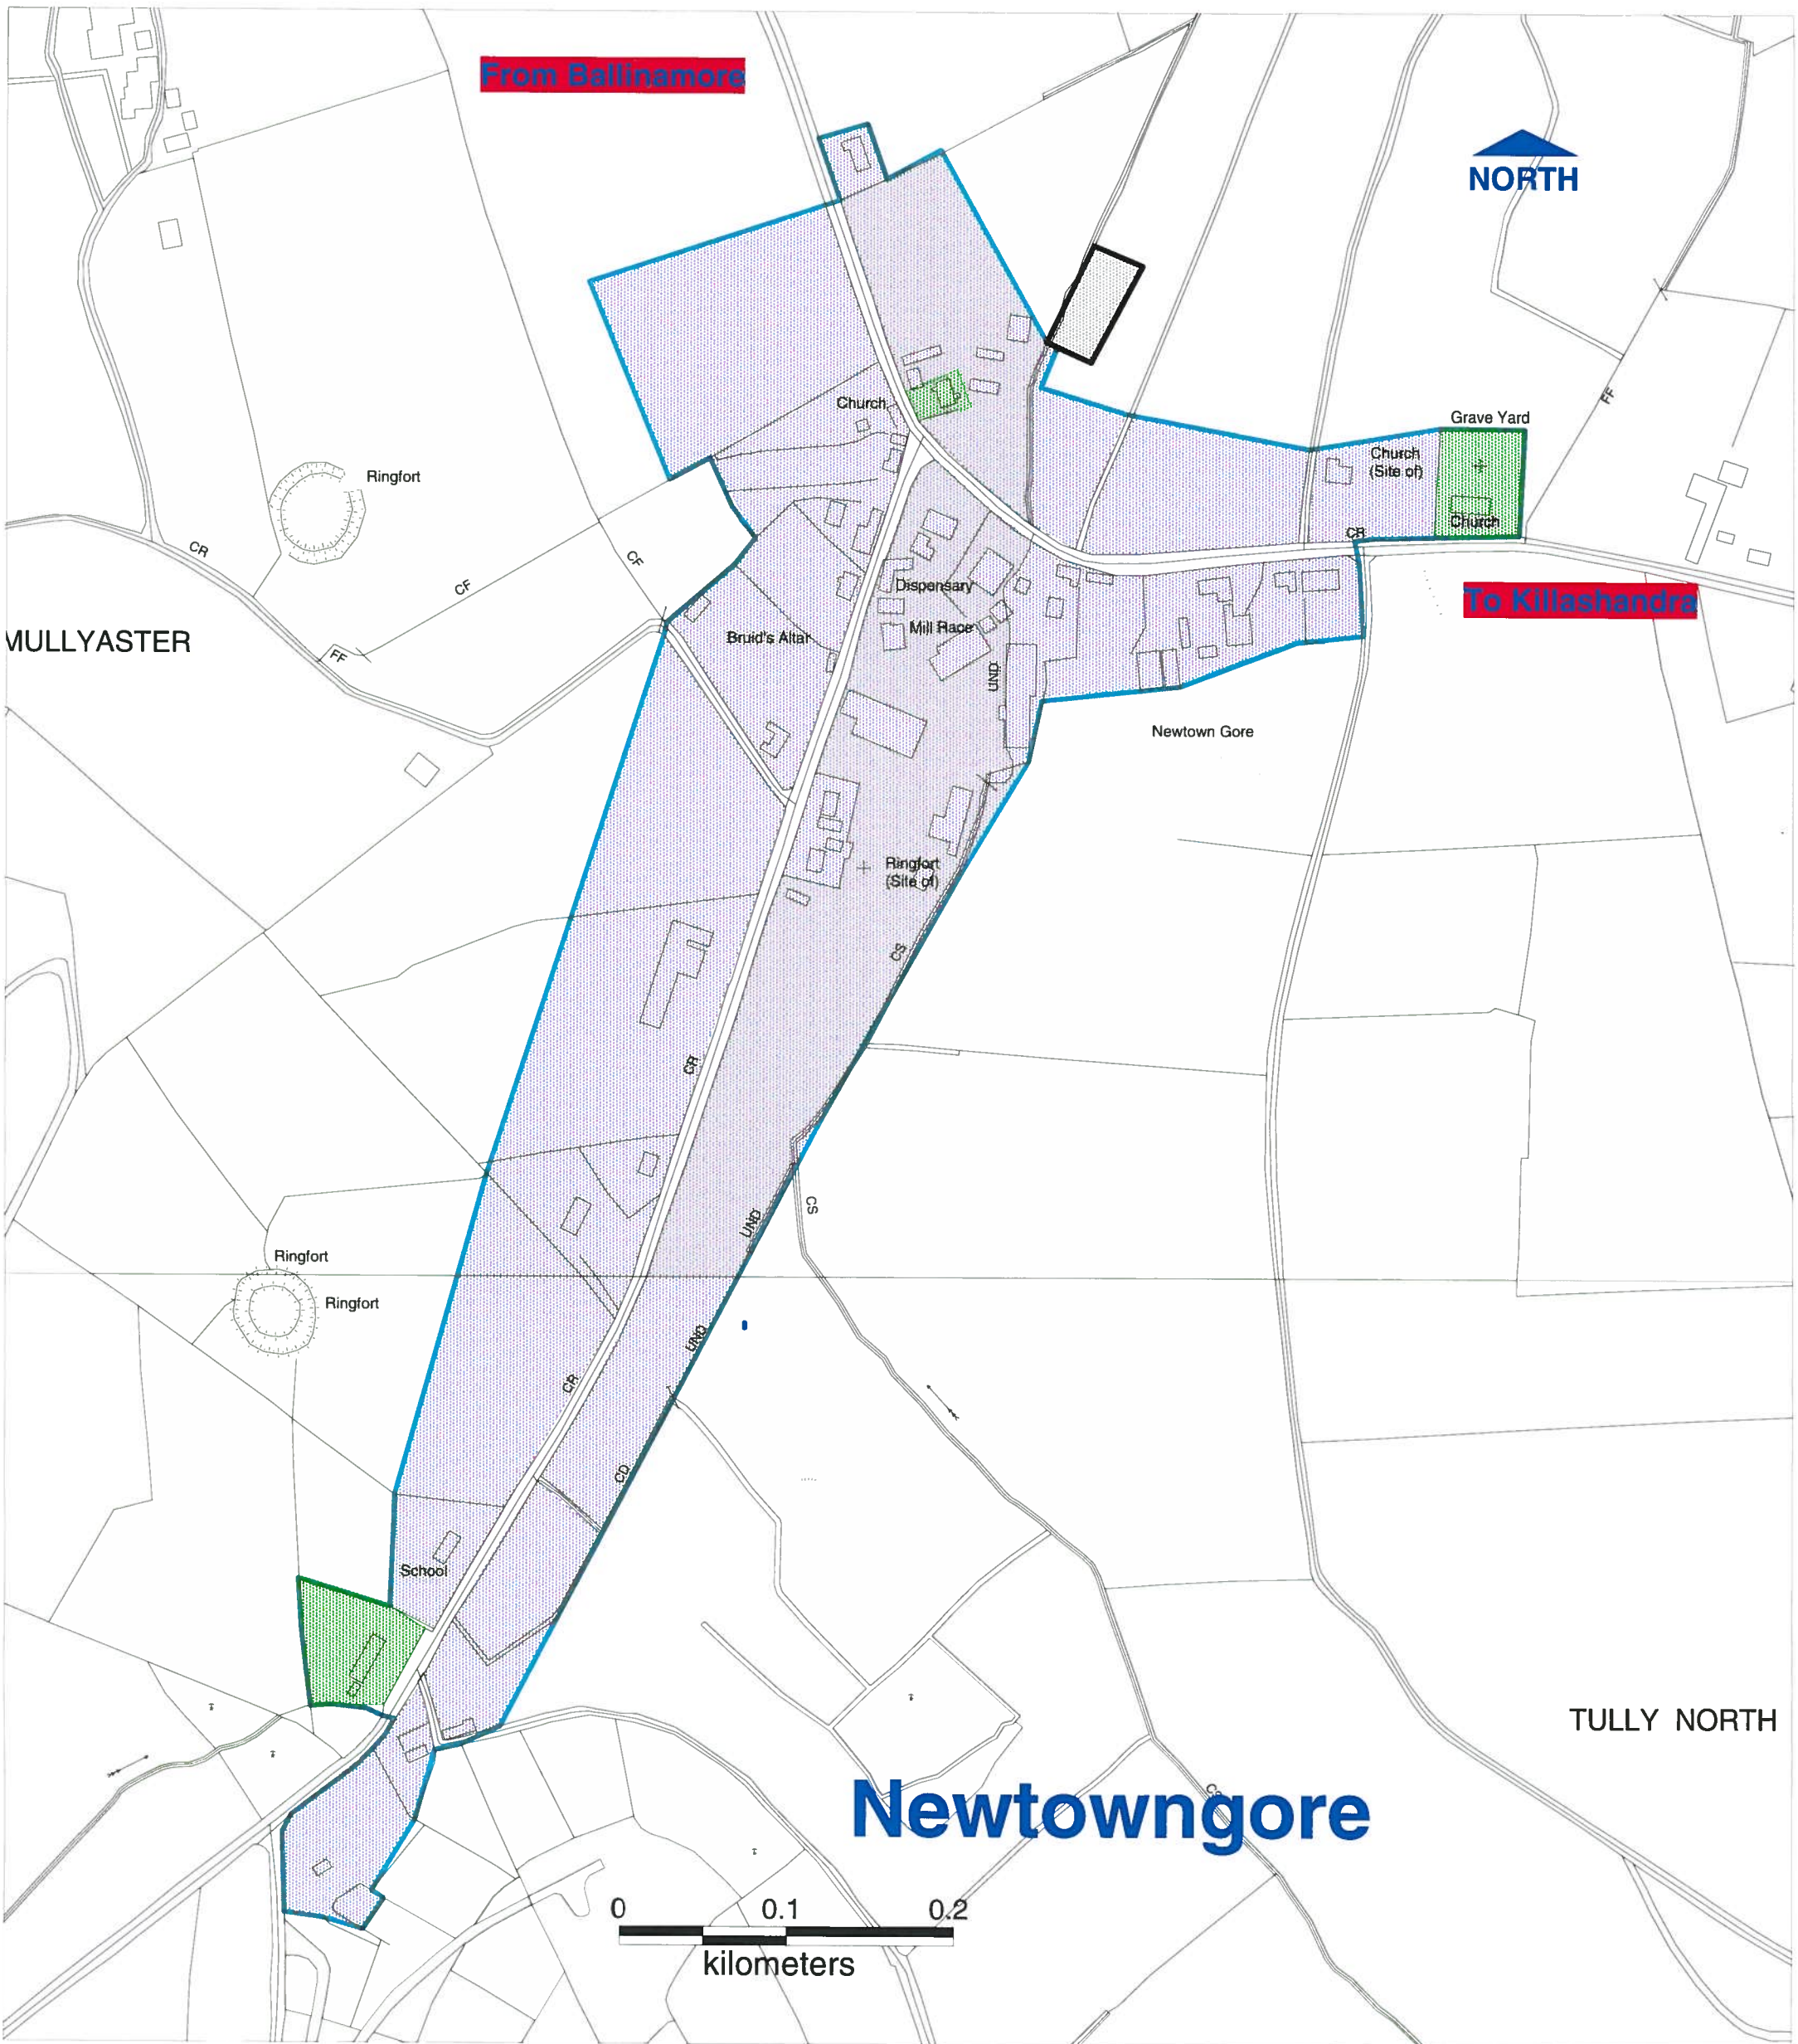 From Ballinamore
NORTH
FF
Church
Grave Yard
Church
(Site of)
Ringfort
Church
CR
CR
CF
CF
Dispensary
To Killashandra
Mill Race
Bruid's Altar
MULLYASTER
FF
UND
Newtown Gore
Ringfort
(Site of)
CS
CR
CS
UND
Ringfort
Ringfort
UND
CR
CD
School
TULLY NORTH
Newtowngore
CS
0 0.1 0.2
kilometers